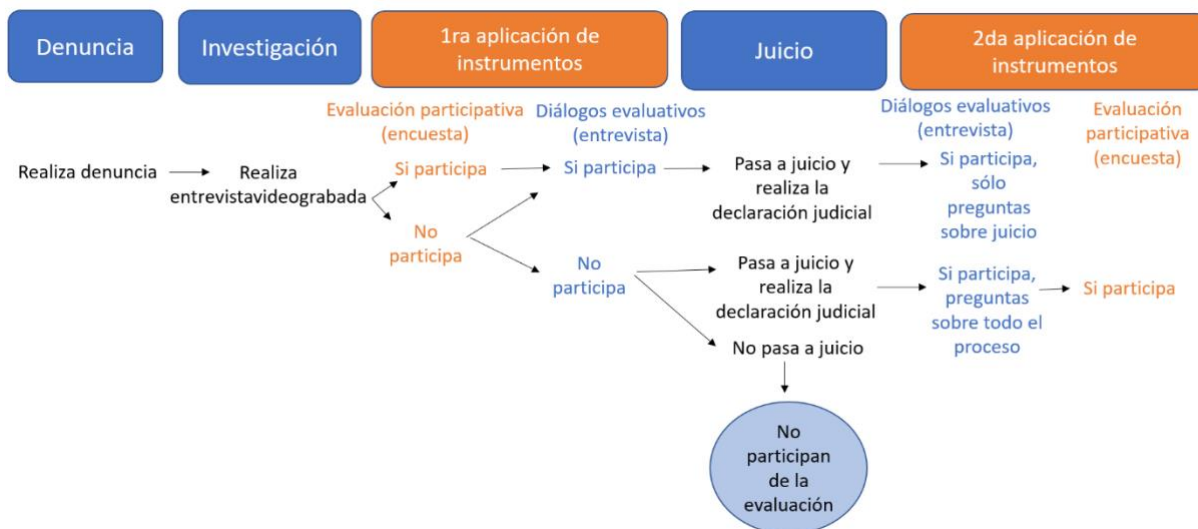 Denuncia
Investigación
1ra aplicación de
instrumentos
Juicio
2da aplicación de
instrumentos
Evaluación participativa
(encuesta)
Diálogos evaluativos
(entrevista)
Diálogos evaluativos
(entrevista)
Evaluación
participativa
(encuesta)
Realiza denuncia
Realiza
entrevistavideograbada
Si participa
Si participa
Pasa a juicio y
realiza la
declaración judicial
Si participa,
sólo
preguntas
sobre juicio
No
participa
No
participa
Pasa a juicio y
realiza la
declaración judicial
Si participa,
preguntas
sobre todo el
proceso
Si participa
No pasa a juicio
No
participan
de la
evaluación